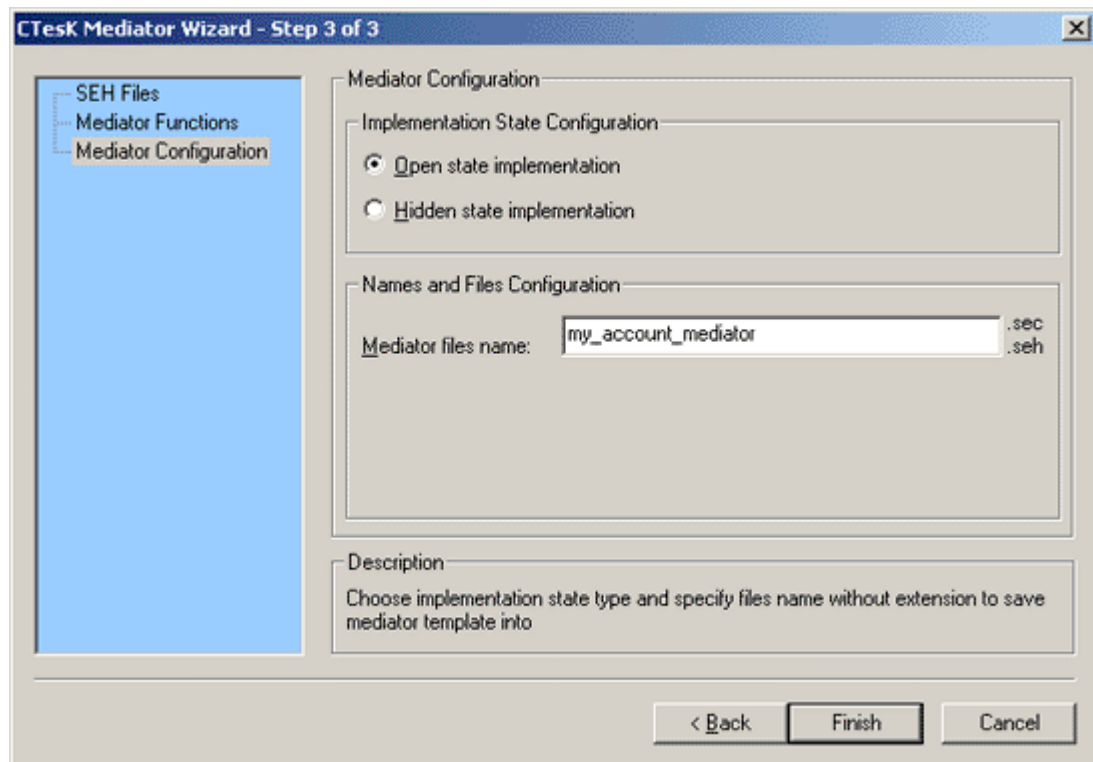 CTesK Mediator Wizard - Step 3 of 3
SEH Files
Mediator Functions
Mediator Configuration
Mediator Configuration
Implementation State Configuration
Open state implementation
Hidden state implementation
Names and Files Configuration
Mediator files name:
my_account_mediator
.sec
.seh
Description
Choose implementation state type and specify files name without extension to save
mediator template into
< Back
Finish
Cancel